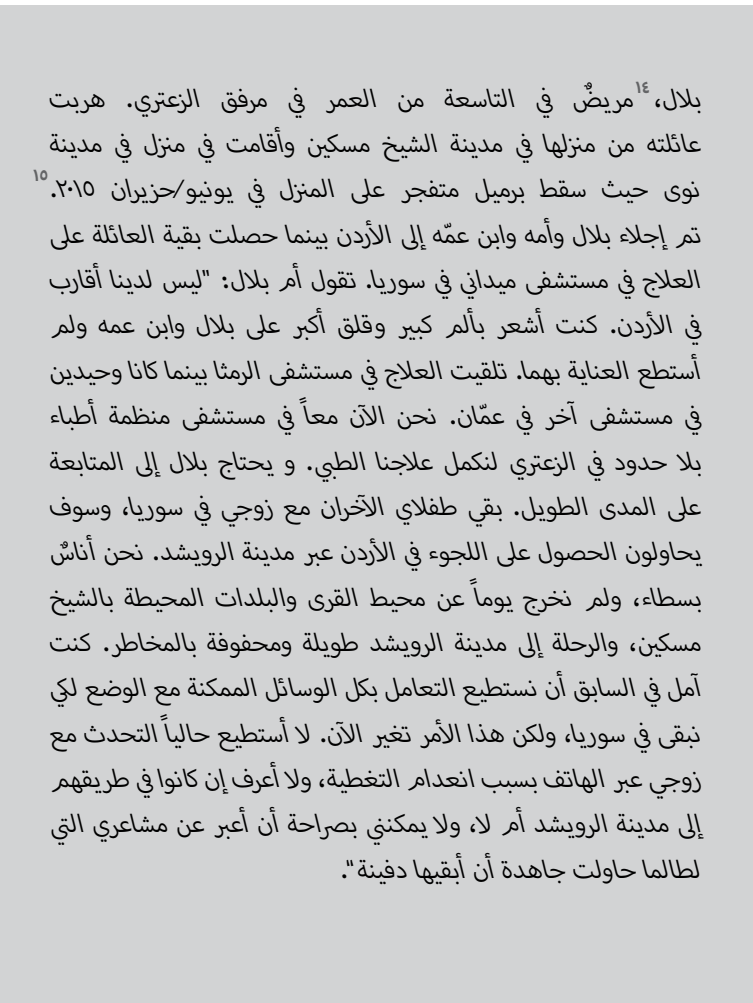 بلال،١٤ مريضٌ في التاسعة من العمر في مرفق الزعتري. هربت
عائلته من منزلها في مدينة الشيخ مسكين وأقامت في منزل في مدينة
نوى حيث سقط برميل متفجر على المنزل في يونيو/حزيران ٢٠١٥.١٥
تم إجلاء بلال وأمه وابن عمّه إلى الأردن بينما حصلت بقية العائلة على
العلاج في مستشفى ميداني في سوريا. تقول أم بلال: "ليس لدينا أقارب
في الأردن. كنت أشعر بألم كبير وقلق أكبر على بلال وابن عمه ولم
أستطع العناية بهما. تلقيت العلاج في مستشفى الرمثا بينما كانا وحيدين
في مستشفى آخر في عمّان. نحن الآن معاً في مستشفى منظمة أطباء
بلا حدود في الزعتري لنكمل علاجنا الطبي. و يحتاج بلال إلى المتابعة
على المدى الطويل. بقي طفلاي الآخران مع زوجي في سوريا، وسوف
يحاولون الحصول على اللجوء في الأردن عبر مدينة الرويشد. نحن أناسٌ
بسطاء، ولم نخرج يوماً عن محيط القرى والبلدات المحيطة بالشيخ
مسكين، والرحلة إلى مدينة الرويشد طويلة ومحفوفة بالمخاطر. كنت
آمل في السابق أن نستطيع التعامل بكل الوسائل الممكنة مع الوضع لكي
نبقى في سوريا، ولكن هذا الأمر تغير الآن. لا أستطيع حالياً التحدث مع
زوجي عبر الهاتف بسبب انعدام التغطية، ولا أعرف إن كانوا في طريقهم
إلى مدينة الرويشد أم لا، ولا يمكنني بصراحة أن أعبر عن مشاعري التي
لطالما حاولت جاهدة أن أبقيها دفينة".